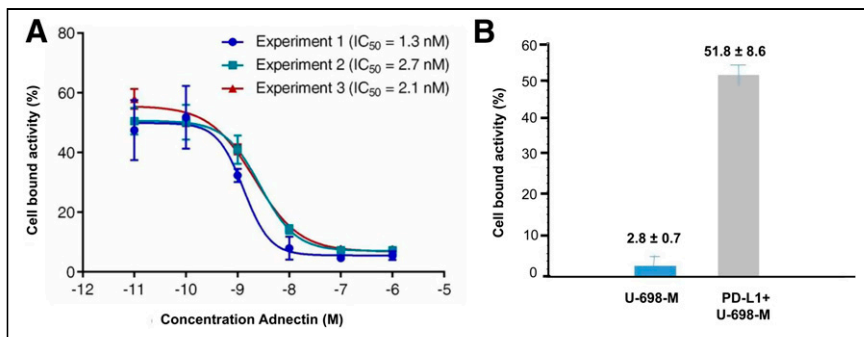 A
80
60
40
20
0
Cell bound activity (%)
Experiment 1 (IC50 = 1.3 nM)
Experiment 2 (IC50 = 2.7 nM)
Experiment 3 (IC50 = 2.1 nM)
-12 -11 -10 -9 -8 -7 -6 -5
Concentration Adnectin (M)
B
60
50
40
30
20
10
0
Cell bound activity (%)
51.8 ± 8.6
2.8 ± 0.7
U-698-M
PD-L1+
U-698-M